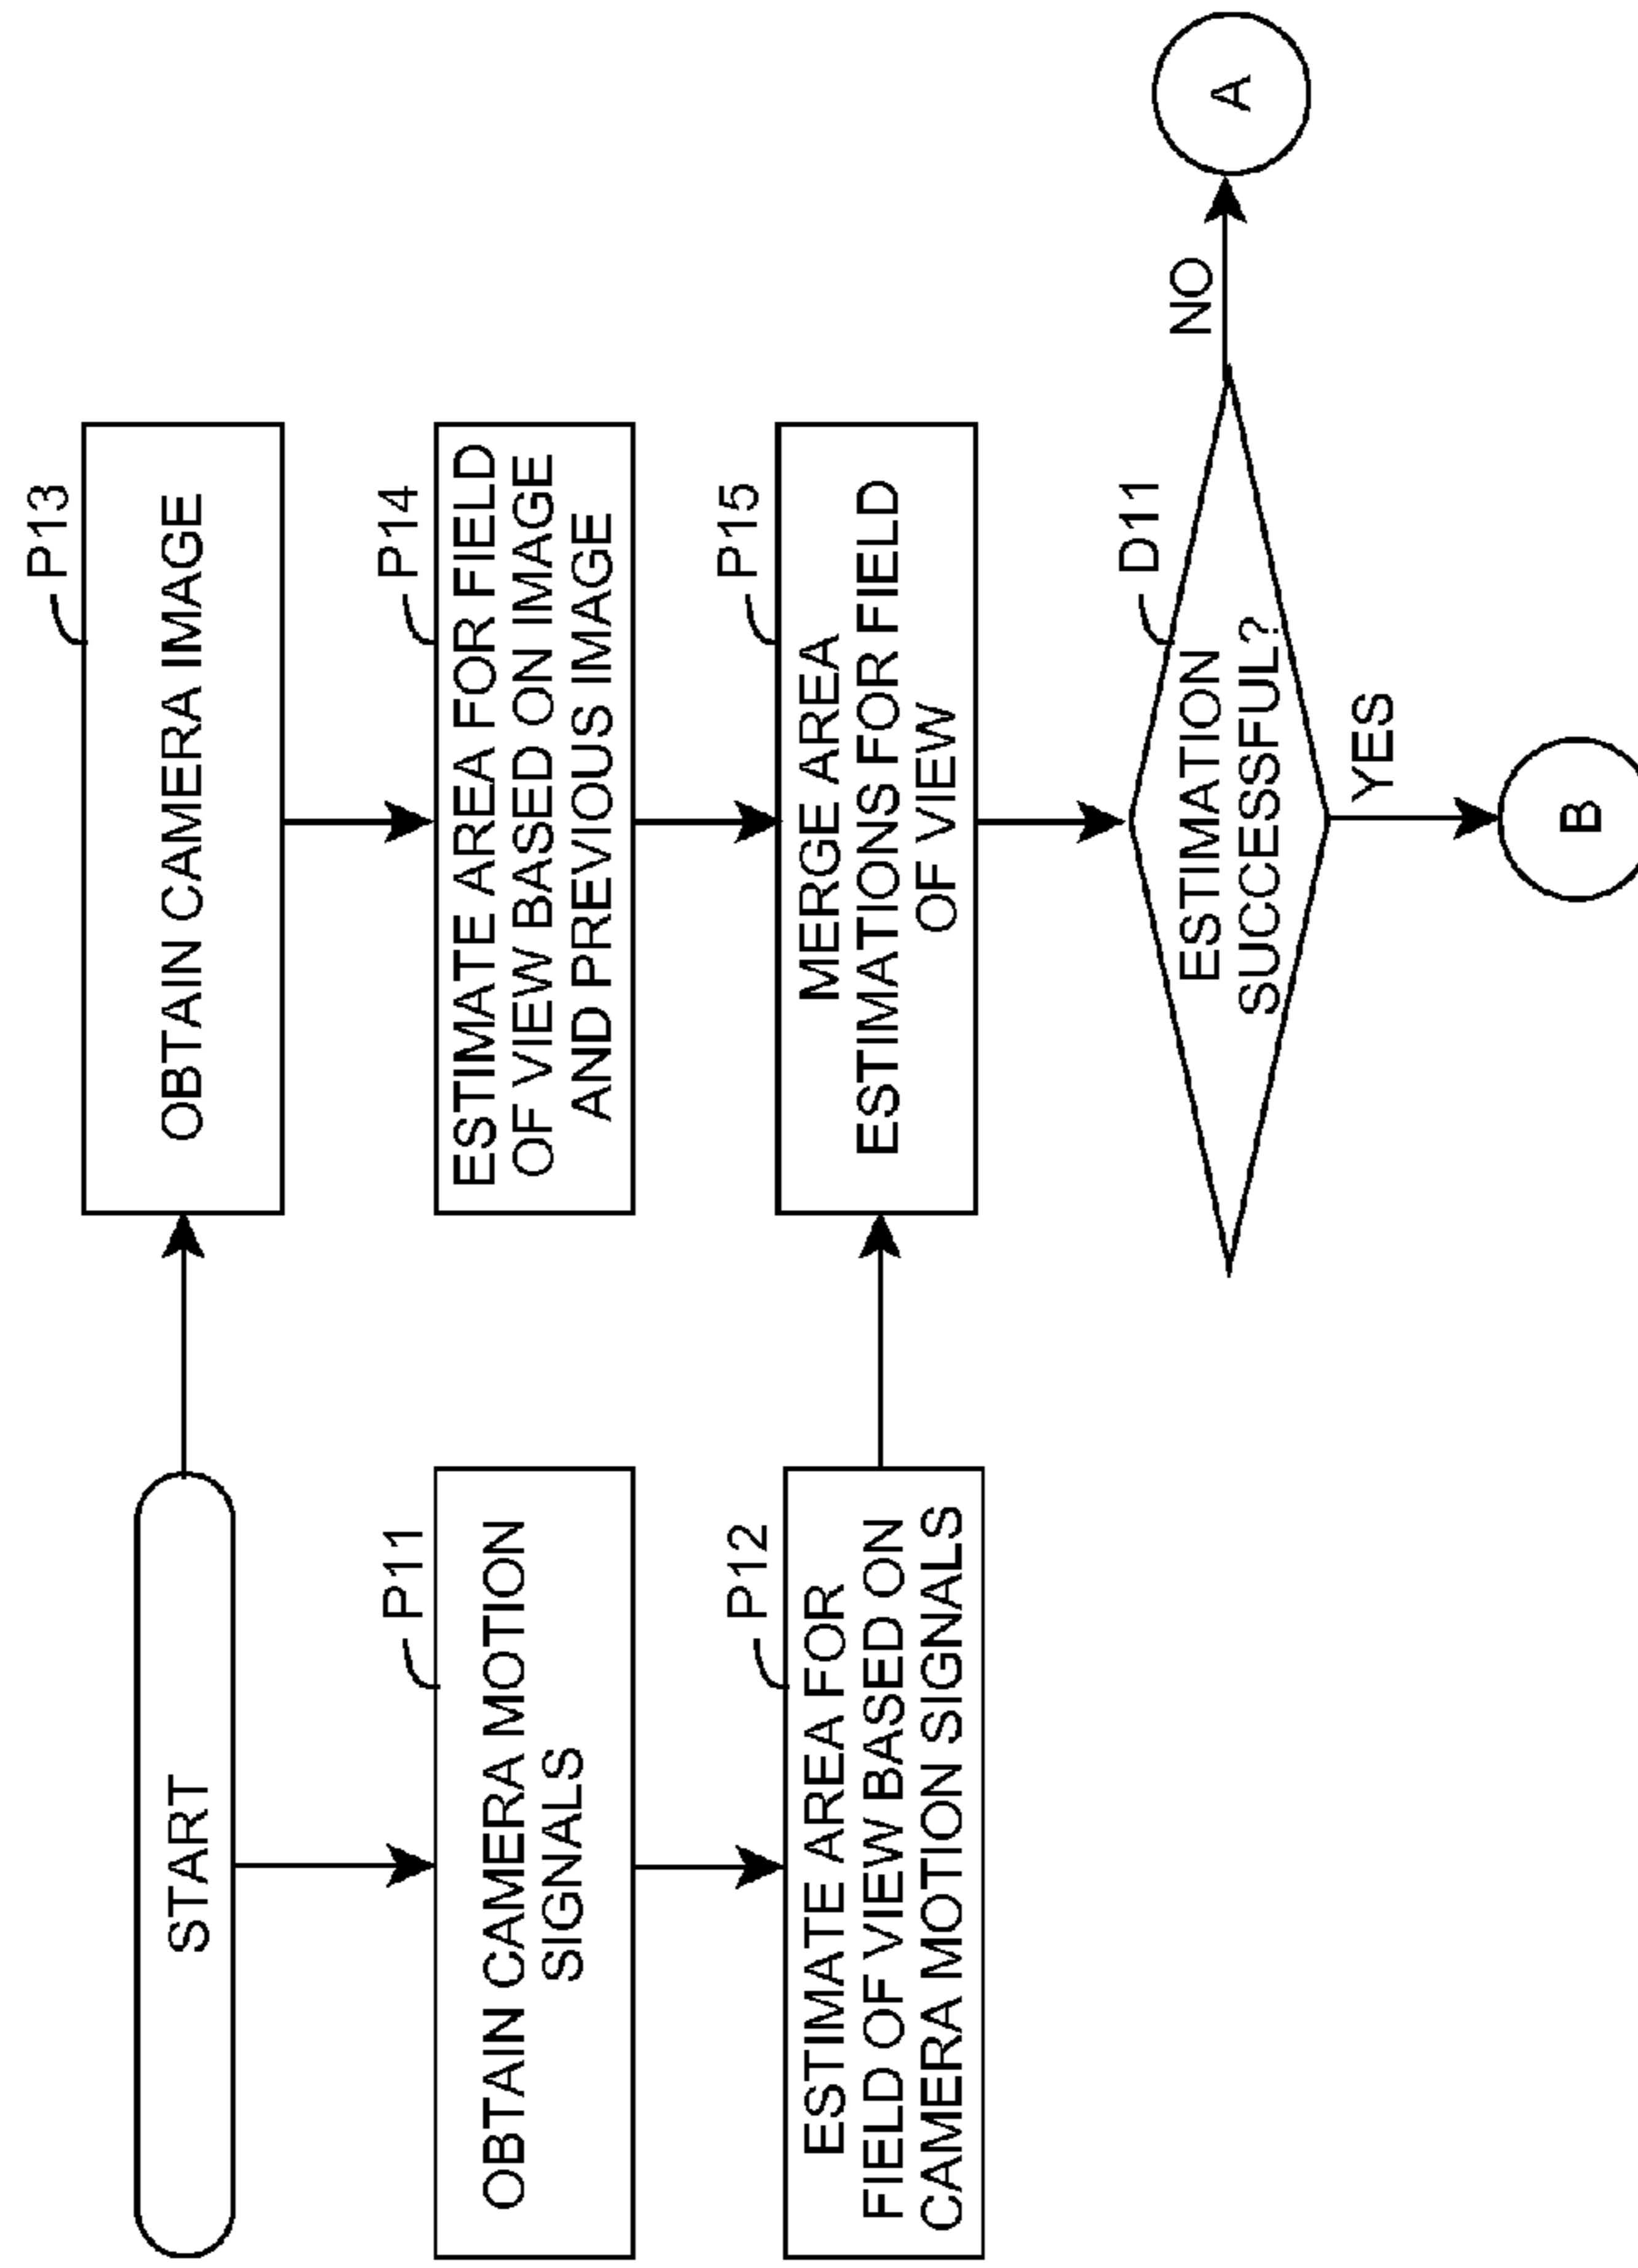 START
P13
OBTAIN CAMERA IMAGE
P11
OBTAIN CAMERA MOTION
SIGNALS
P14
ESTIMATE AREA FOR FIELD
OF VIEW BASED ON IMAGE
AND PREVIOUS IMAGE
P12
ESTIMATE AREA FOR
FIELD OF VIEW BASED ON
CAMERA MOTION SIGNALS
P15
MERGE AREA
ESTIMATIONS FOR FIELD
OF VIEW
D11
ESTIMATION
SUCCESSFUL?
NO
A
YES
B